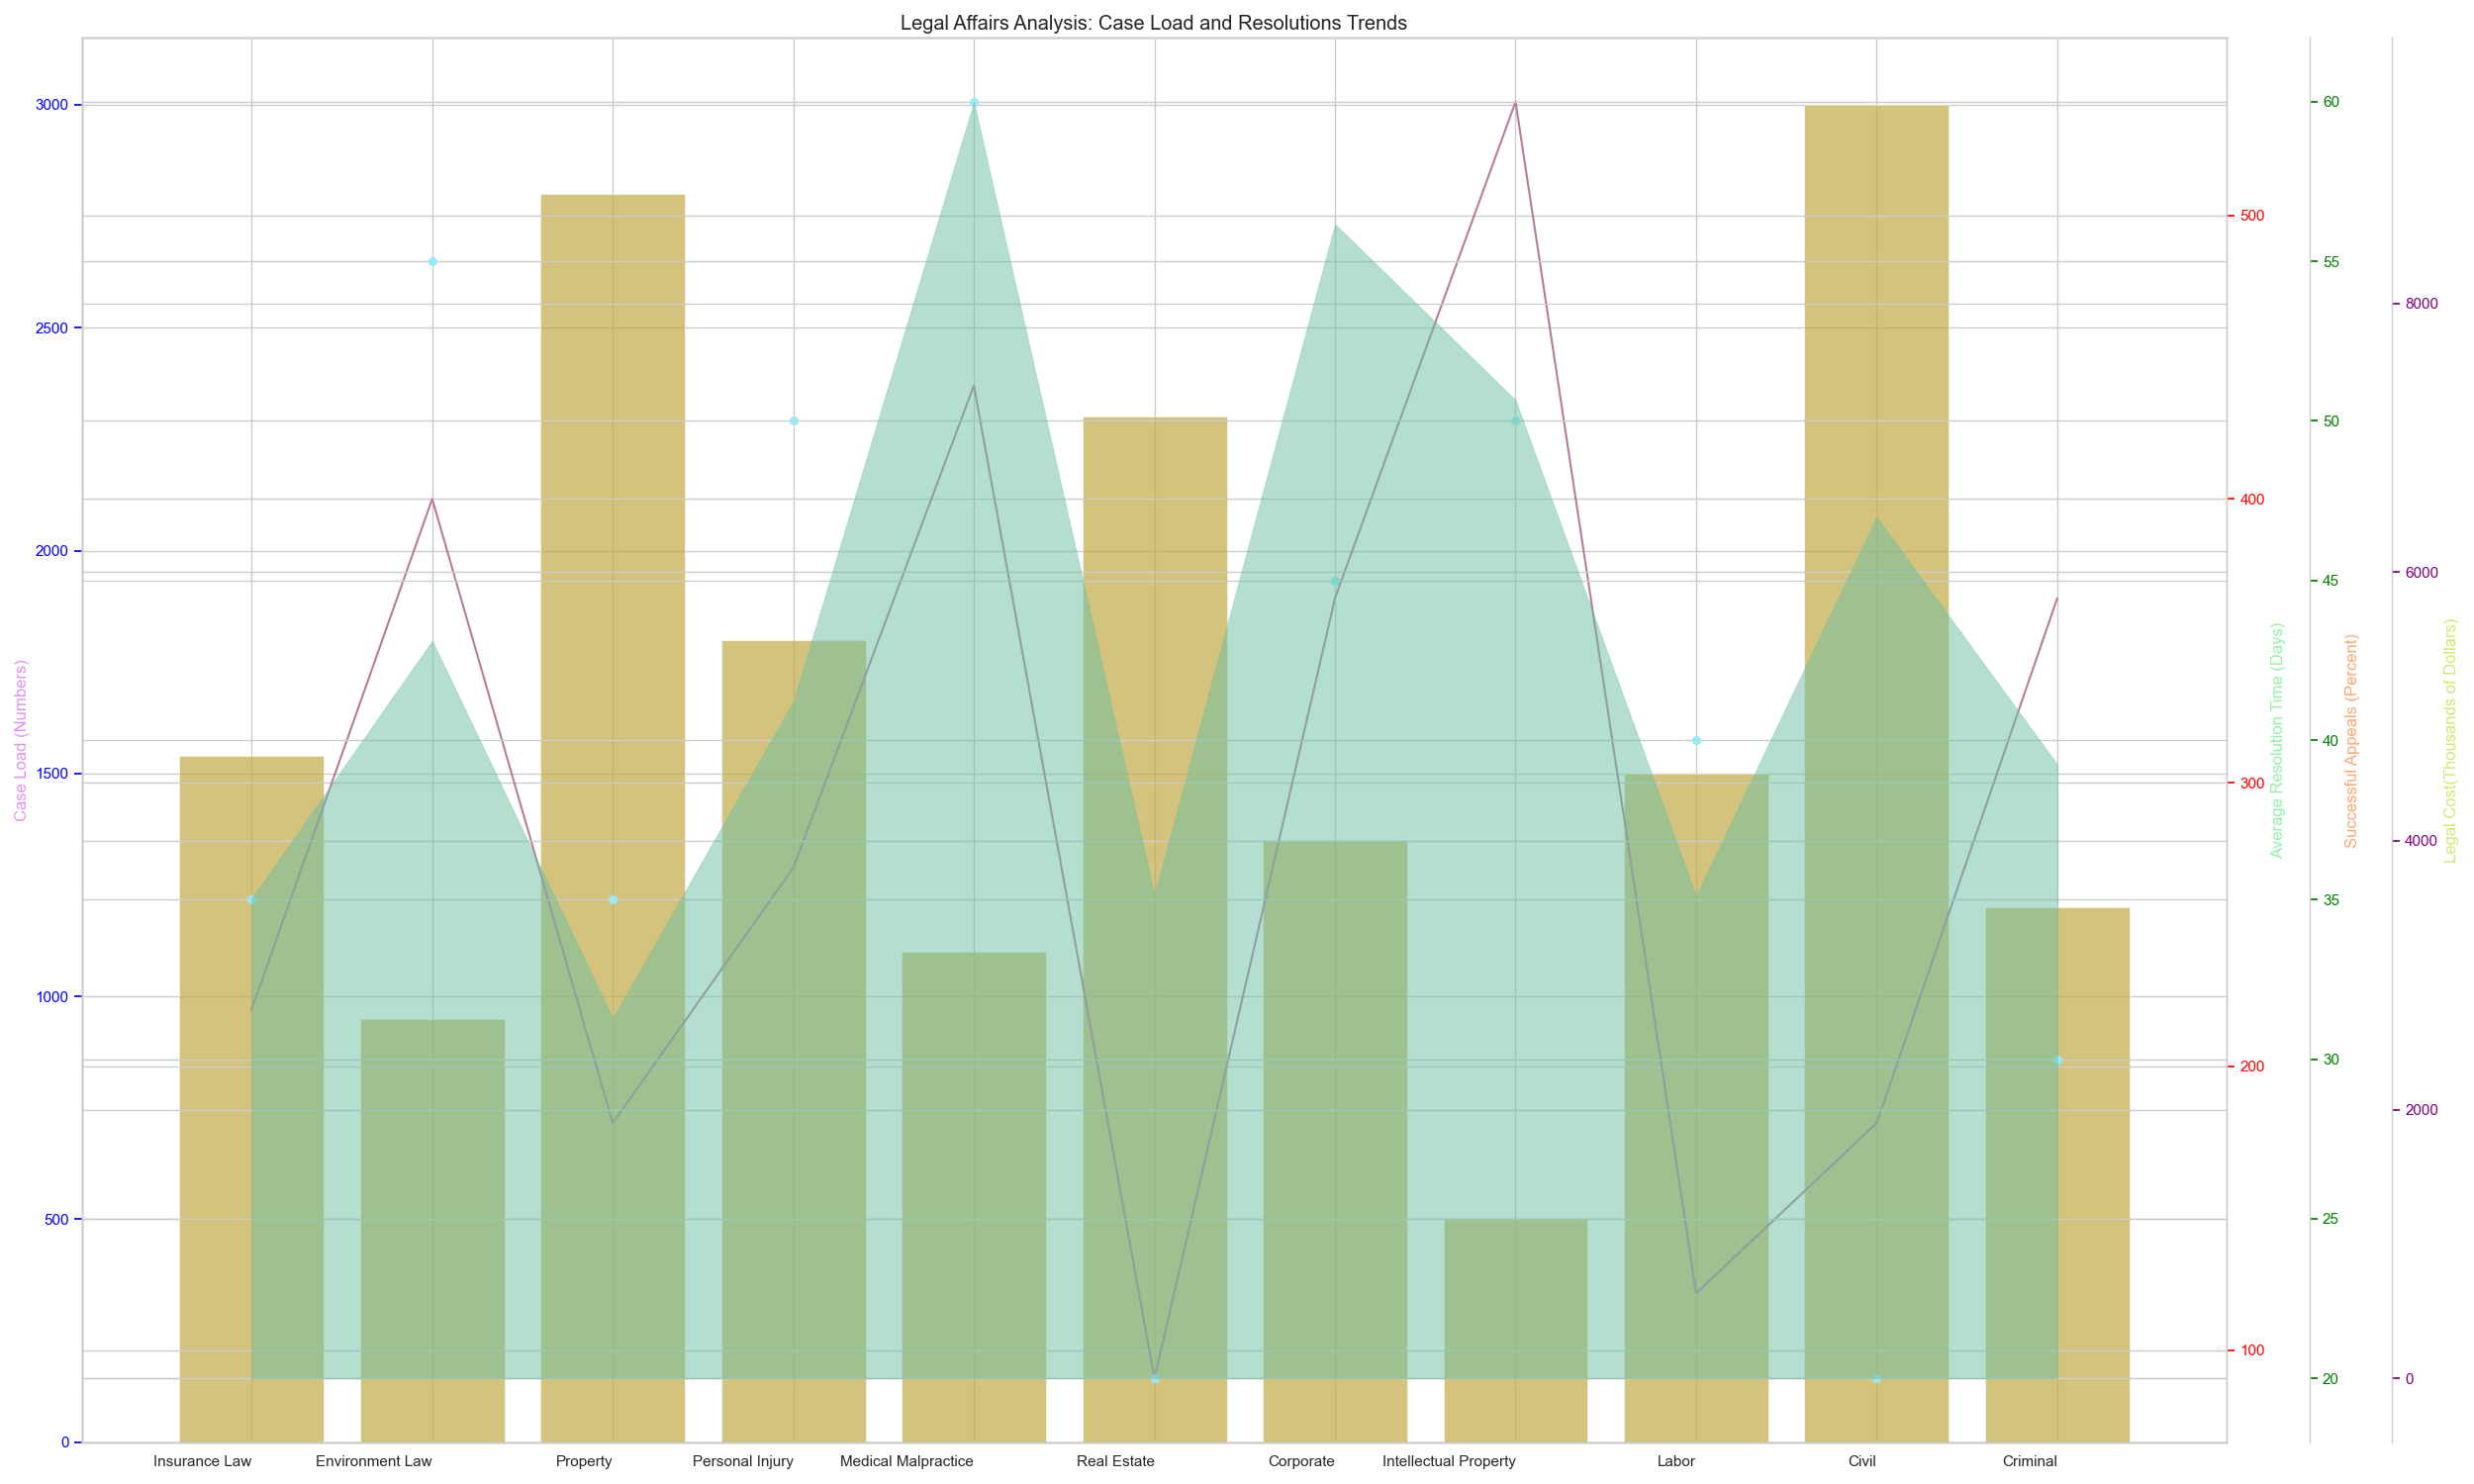 Legal Affairs Analysis: Case Load and Resolutions Trends
Case Load (Numbers)
3000
2500
2000
1500
1000
500
0
Insurance Law
Environment Law
Property
Personal Injury
Medical Malpractice
Real Estate
Corporate
Intellectual Property
Labor
Civil
Criminal
500
400
300
200
100
Average Resolution Time (Days)
60
55
50
45
40
35
30
25
20
Successful Appeals (Percent)
8000
6000
4000
2000
0
Legal Cost(Thousands of Dollars)